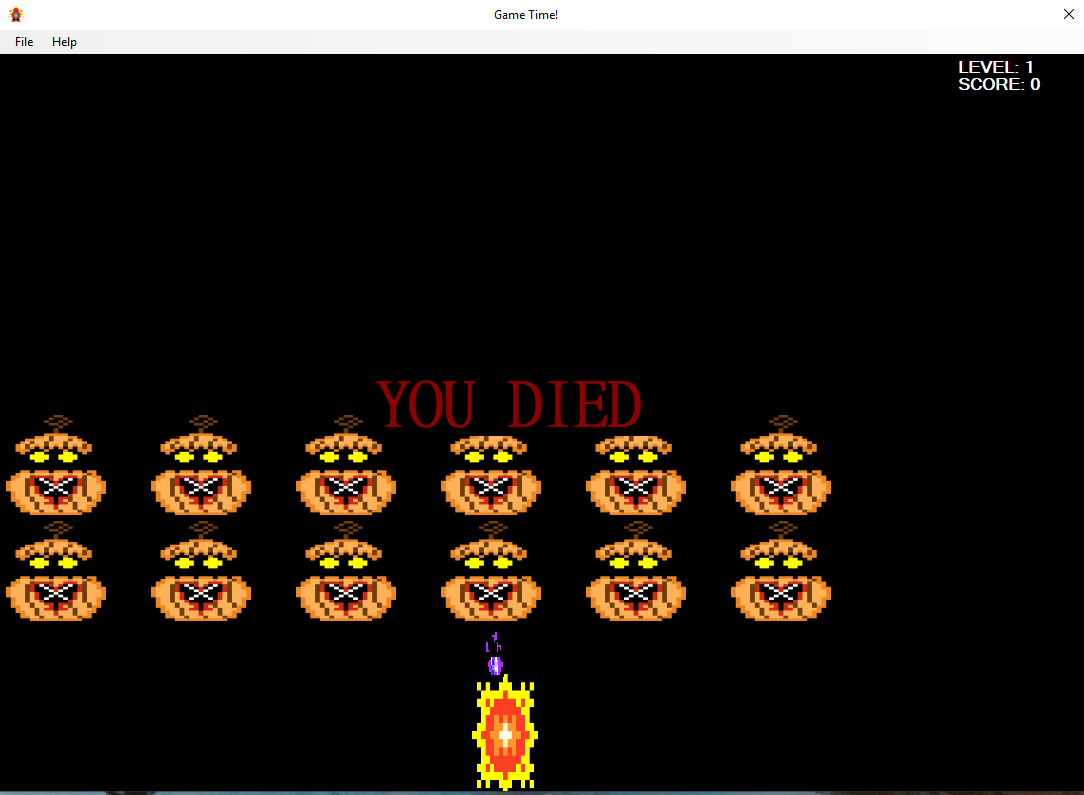 Game Time!
File Help
LEVEL: 1
SCORE: 0
YOU DIED